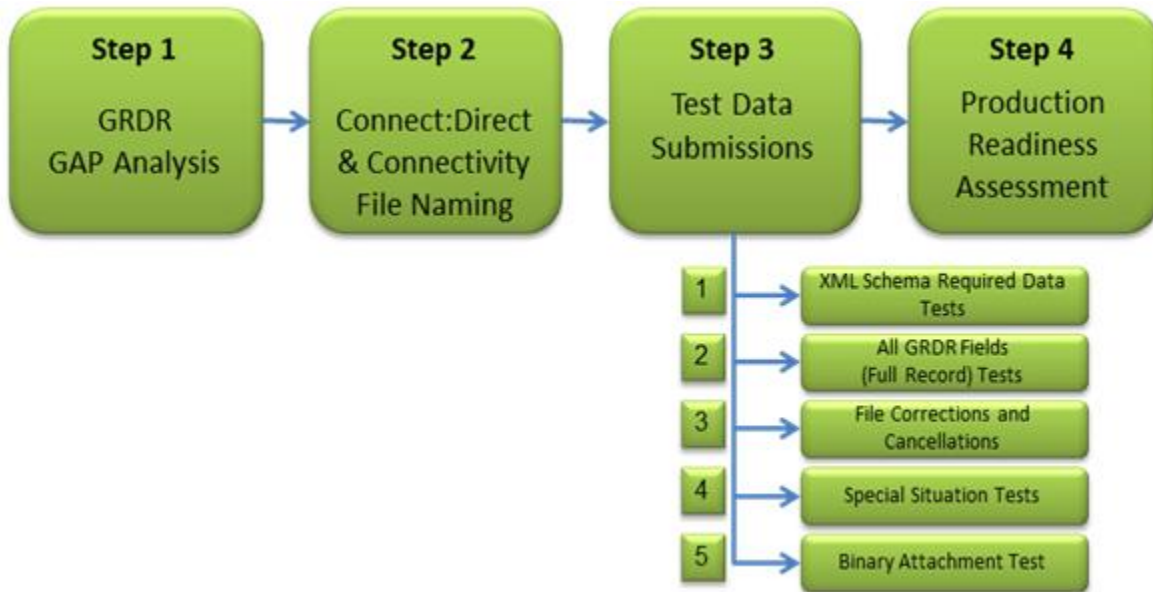 Step 1
GRDR
GAP Analysis
Step 2
Connect:Direct
& Connectivity
File Naming
Step 3
Test Data
Submissions
Step 4
Production
Readiness
Assessment
1
XML Schema Required Data
Tests
2
All GRDR Fields
(Full Record) Tests
3
File Corrections and
Cancellations
4
Special Situation Tests
5
Binary Attachment Test